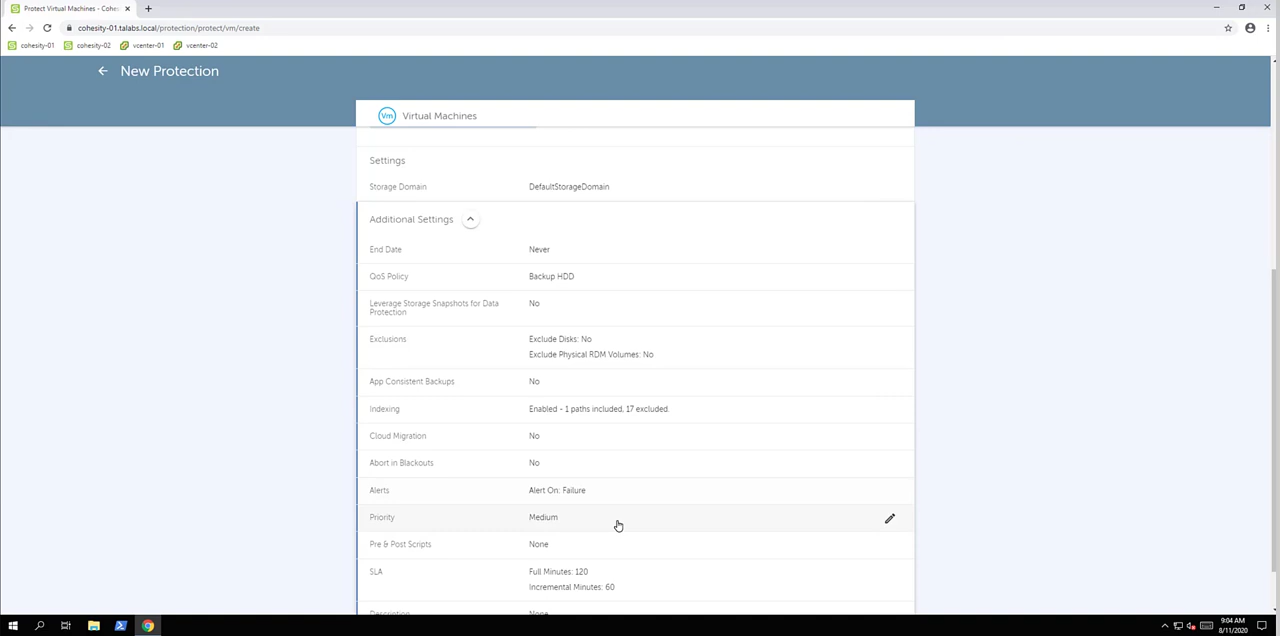 Protect Virtual Machines - Cohes
cohesity-01.talabs.local/protection/protect/vm/create
cohesity-01 cohesity-02 vcenter-01 vcenter-02
New Protection
Vm Virtual Machines
Settings
Storage Domain DefaultStorageDomain
Additional Settings
End Date Never
QoS Policy Backup HDD
Leverage Storage Snapshots for Data No
Protection
Exclusions Exclude Disks: No
Exclude Physical RDM Volumes: No
App Consistent Backups No
Indexing Enabled - 1 paths included, 17 excluded.
Cloud Migration No
Abort in Blackouts No
Alerts Alert On: Failure
Priority Medium
Pre & Post Scripts None
SLA Full Minutes: 120
Incremental Minutes: 60
Description None
9:04 AM
8/11/2020